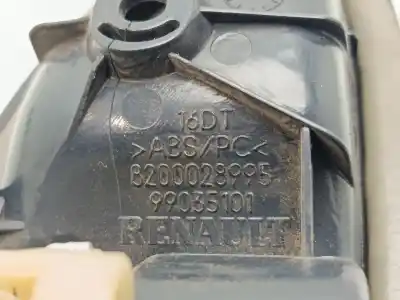 16DT
>ABS/PC<
8200028995
99035101
RENAULT